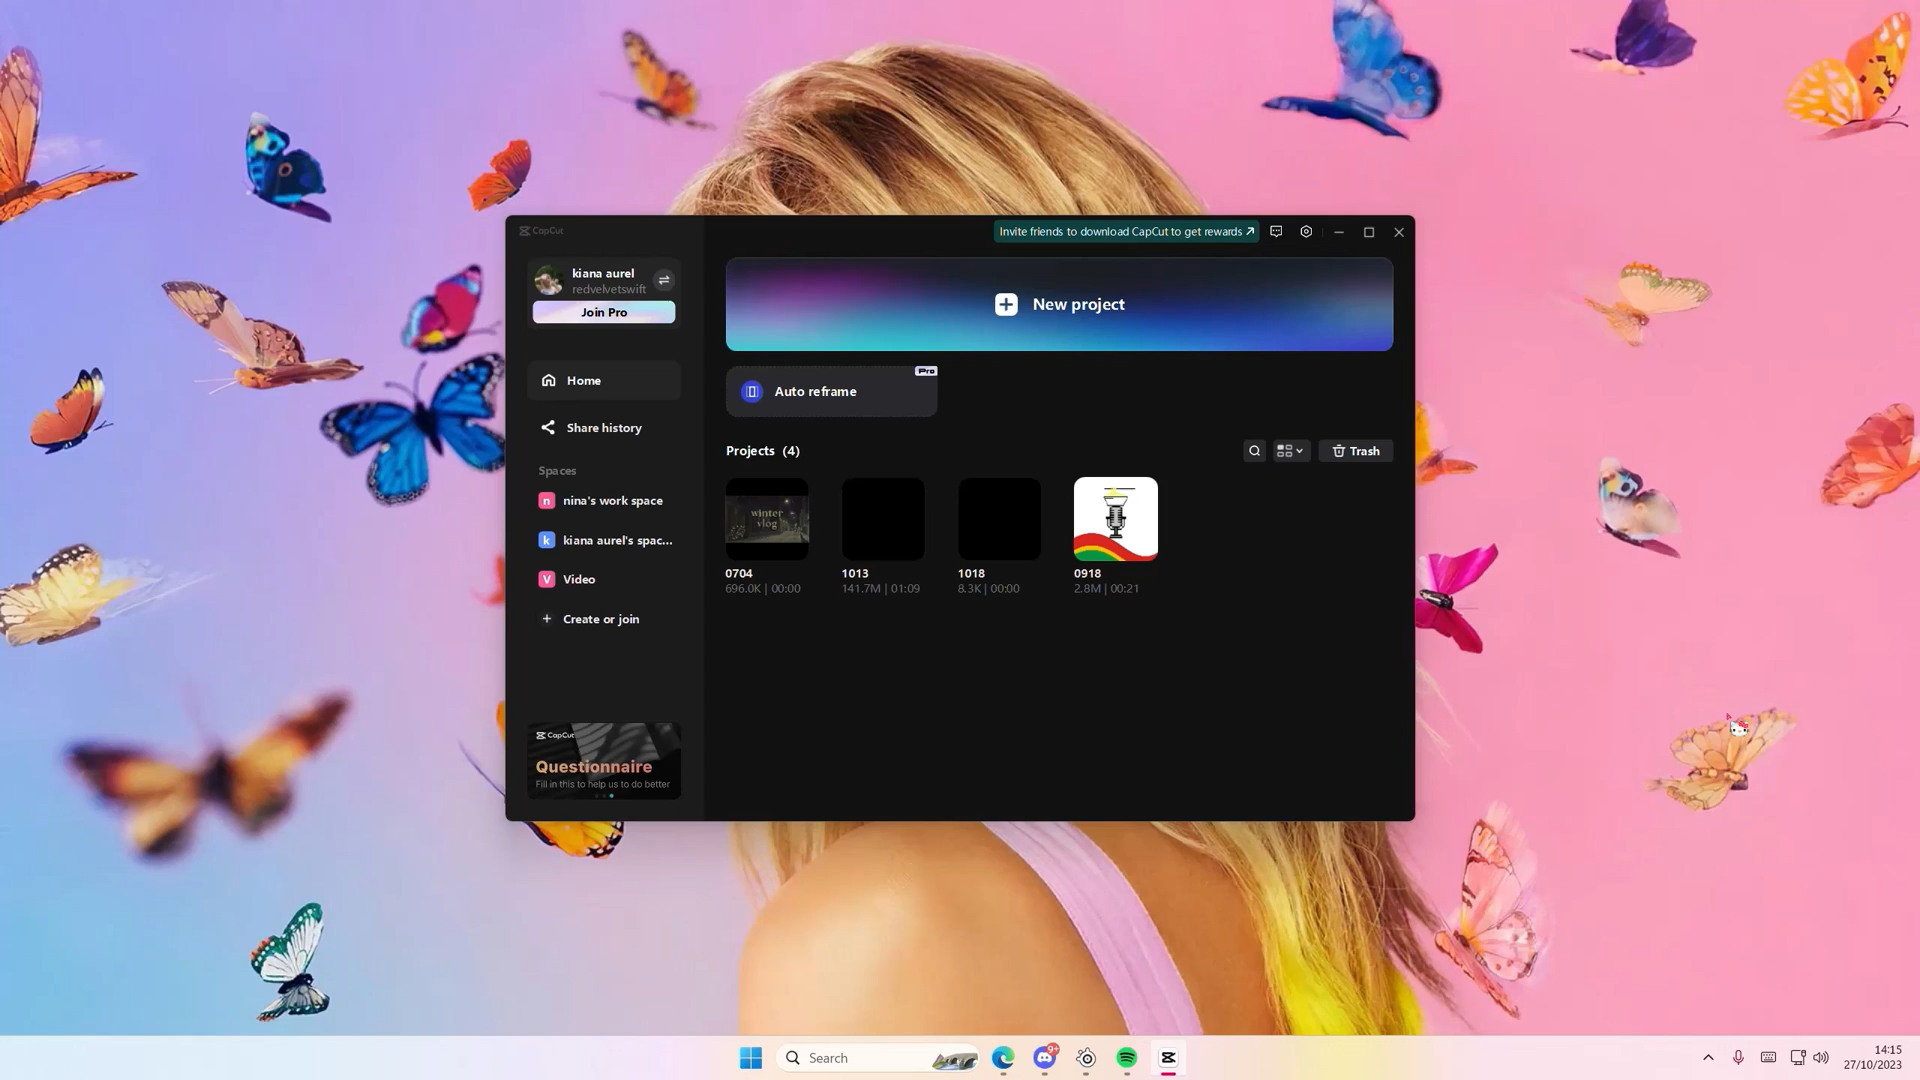 CapCut
Invite friends to download CapCut to get rewards
kiana aurel
redvelvetswift
Join Pro
New project
Home
Pro
Auto reframe
Share history
Projects (4)
Trash
Spaces
n nina's work space
k kiana aurel's spac...
V Video
+ Create or join
winter
vlog
0704
696.0K | 00:00
1013
141.7M | 01:09
1018
8.3K | 00:00
0918
2.8M | 00:21
CapCut
Questionnaire
Fill in this to help us to do better
Search
9+
14:15
27/10/2023